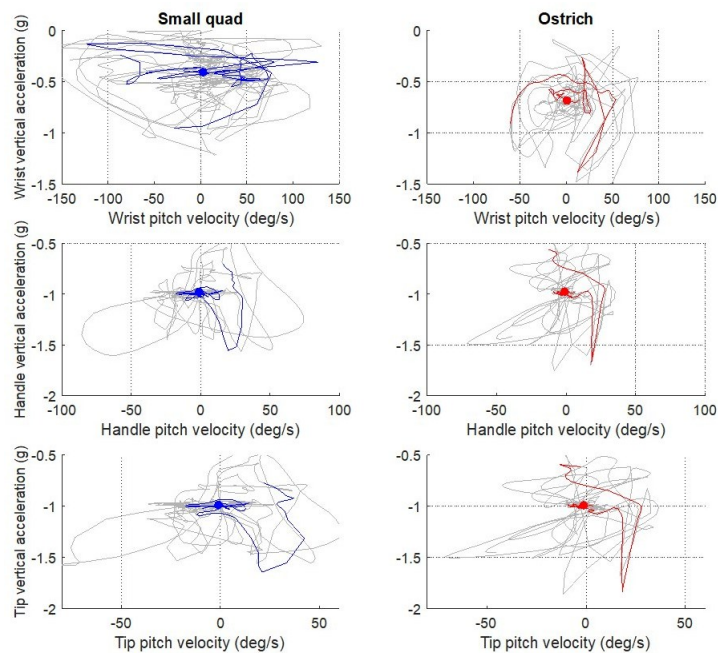 Small quad
Ostrich
Wrist vertical acceleration (g)
0
-0.5
-1
-1.5
-150 -100 -50 0 50 100 150
Wrist pitch velocity (deg/s)
0
-0.5
-1
-1.5
-150 -100 -50 0 50 100 150
Wrist pitch velocity (deg/s)
Handle vertical acceleration (g)
-0.5
-1
-1.5
-2
-100 -50 0 50 100
Handle pitch velocity (deg/s)
-0.5
-1
-1.5
-2
-100 -50 0 50 100
Handle pitch velocity (deg/s)
Tip vertical acceleration (g)
-0.5
-1
-1.5
-2
-50 0 50
Tip pitch velocity (deg/s)
-0.5
-1
-1.5
-2
-50 0 50
Tip pitch velocity (deg/s)